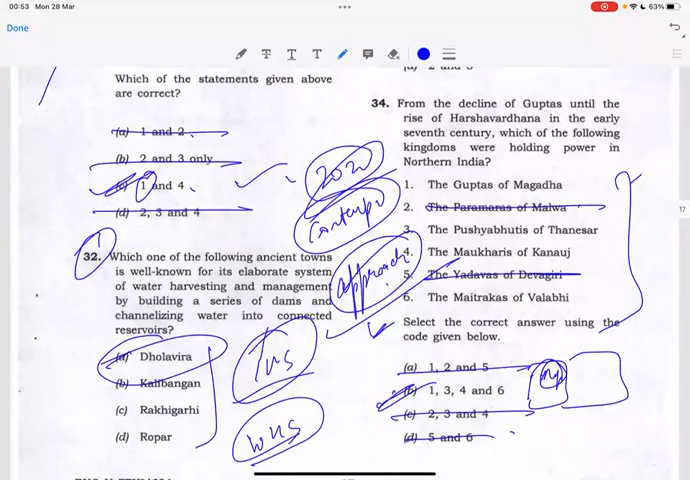 00:53 Mon 28 Mar
63%
Done
Which of the statements given above
are correct?
(a) 1 and 2
(b) 2 and 3 only
(c) 1 and 4
(d) 2, 3 and 4
32. Which one of the following ancient towns
is well-known for its elaborate system
of water harvesting and management
by building a series of dams and
channelizing water into connected
reservoirs?
(a) Dholavira
(b) Kalibangan
(c) Rakhigarhi
(d) Ropar
approach
34. From the decline of Guptas until the
rise of Harshavardhana in the early
seventh century, which of the following
kingdoms were holding power in
Northern India?
1. The Guptas of Magadha
2. The Paramaras of Malwa
3. The Pushyabhutis of Thanesar
4. The Maukharis of Kanauj
5. The Yadavas of Devagiri
6. The Maitrakas of Valabhi
Select the correct answer using the
code given below.
(a) 1, 2 and 5
(b) 1, 3, 4 and 6
(c) 2, 3 and 4
(d) 5 and 6
17